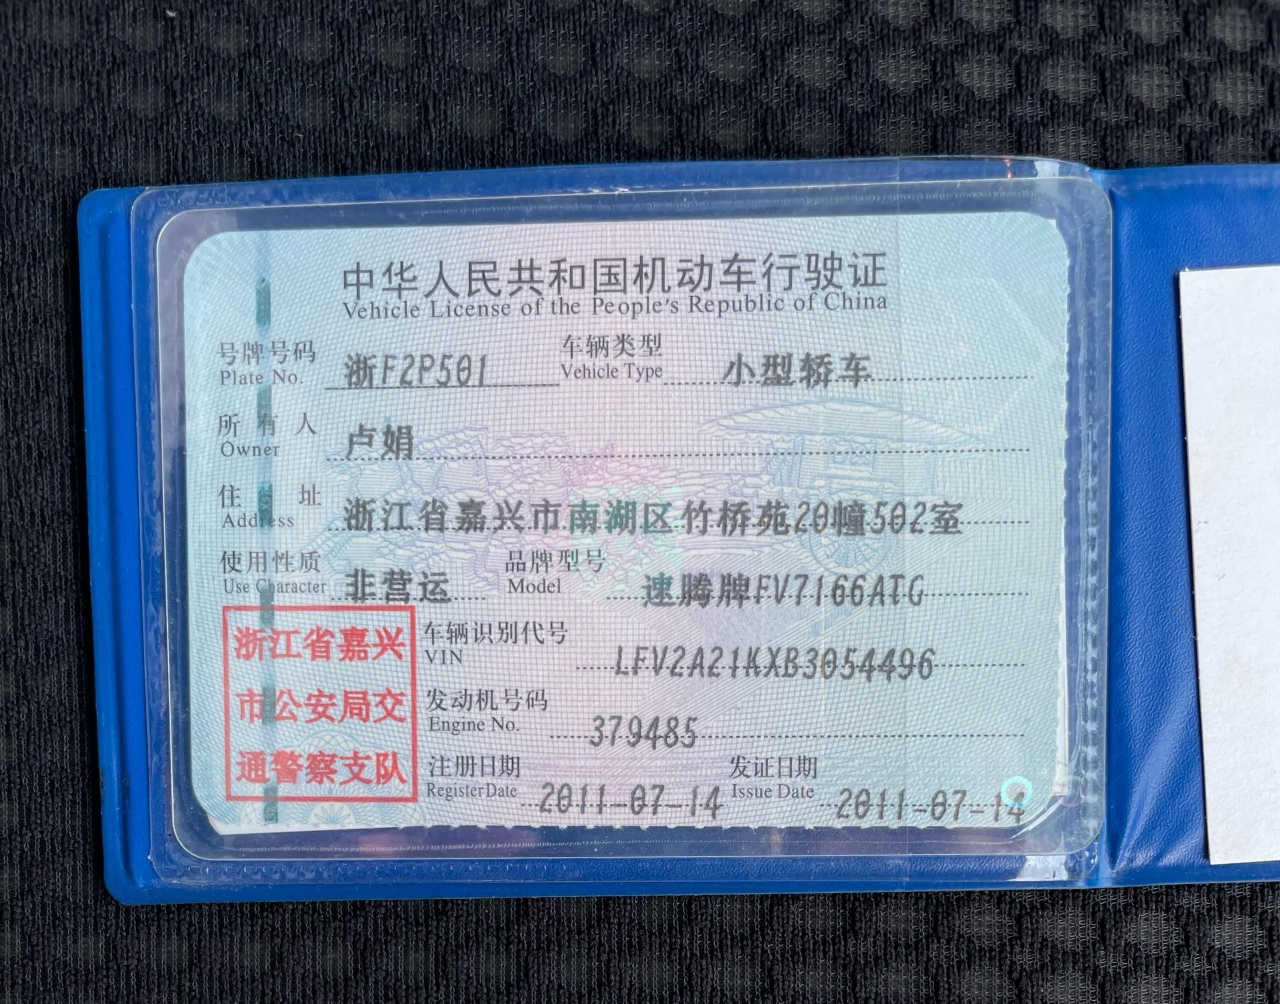 中华人民共和国机动车行驶证
Vehicle License of the People's Republic of China
号牌号码 浙F2P501 车辆类型 小型轿车
Plate No. Vehicle Type
所有人 卢娟
Owner
住址 浙江省嘉兴市南湖区竹桥苑20幢502室
Address
使用性质 非营运 品牌型号 速腾牌FV7166ATG
Use Character Model
浙江省嘉兴
市公安局交
通警察支队
车辆识别代号 LFV2A21KXB3054496
VIN
发动机号码 379485
Engine No.
注册日期 2011-07-14 发证日期 2011-07-14
Register Date Issue Date